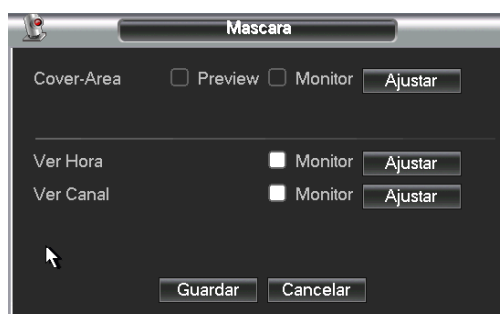 Mascara
Cover-Area Preview Monitor Ajustar
Ver Hora Monitor Ajustar
Ver Canal Monitor Ajustar
Guardar Cancelar